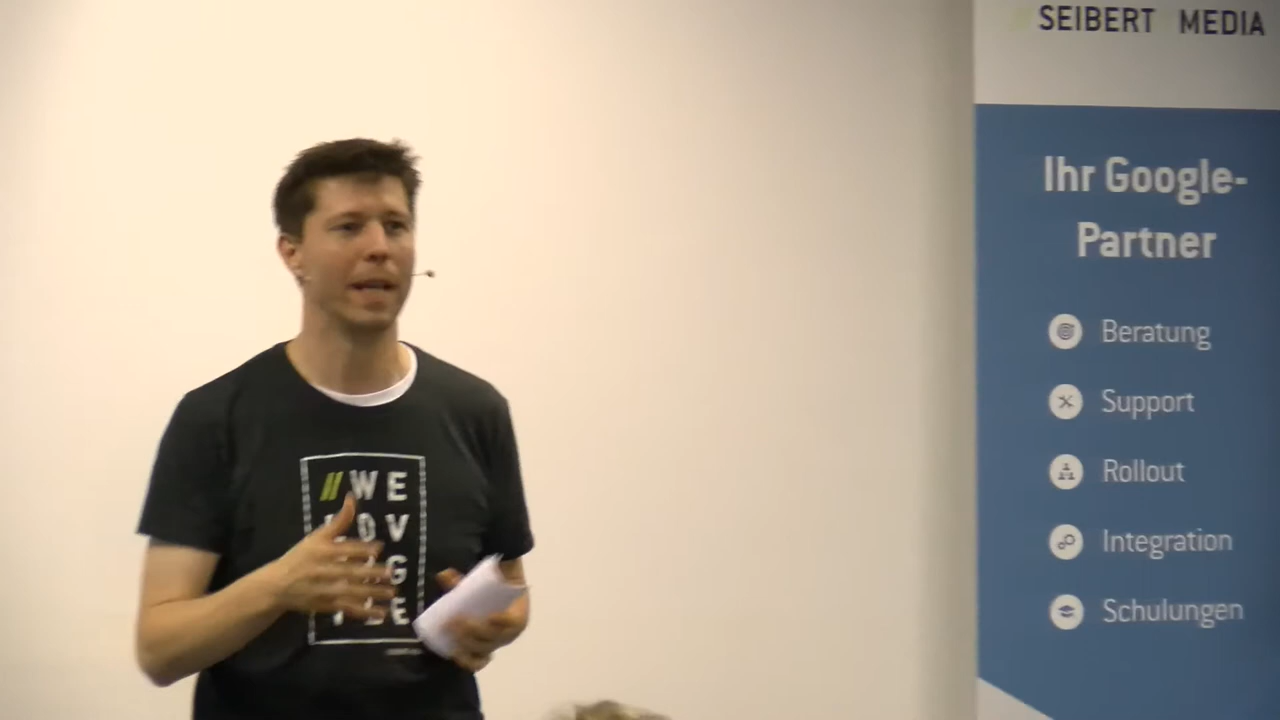 // WE
SEIBERT MEDIA
Ihr Google-
Partner
Beratung
Support
Rollout
Integration
Schulungen